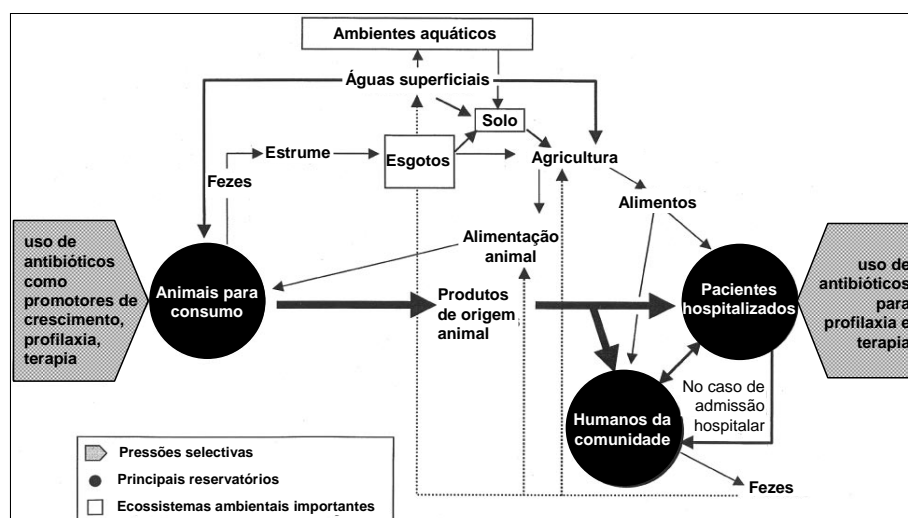 Ambientes aquáticos
Águas superficiais
Solo
Estrume
Esgotos
Agricultura
Fezes
Alimentos
uso de
antibióticos
como
promotores de
crescimento,
profilaxia,
terapia
Animais para
consumo
Alimentação
animal
Produtos
de origem
animal
Pacientes
hospitalizados
uso de
antibióticos
para
profilaxia e
terapia
No caso de
admissão
hospitalar
Humanos da
comunidade
Fezes
Pressões selectivas
Principais reservatórios
Ecossistemas ambientais importantes